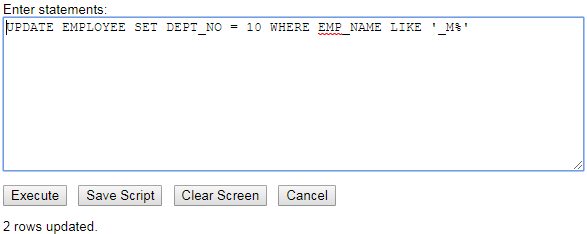 Enter statements:
UPDATE EMPLOYEE SET DEPT_NO = 10 WHERE EMP_NAME LIKE '_M%'
Execute Save Script Clear Screen Cancel
2 rows updated.